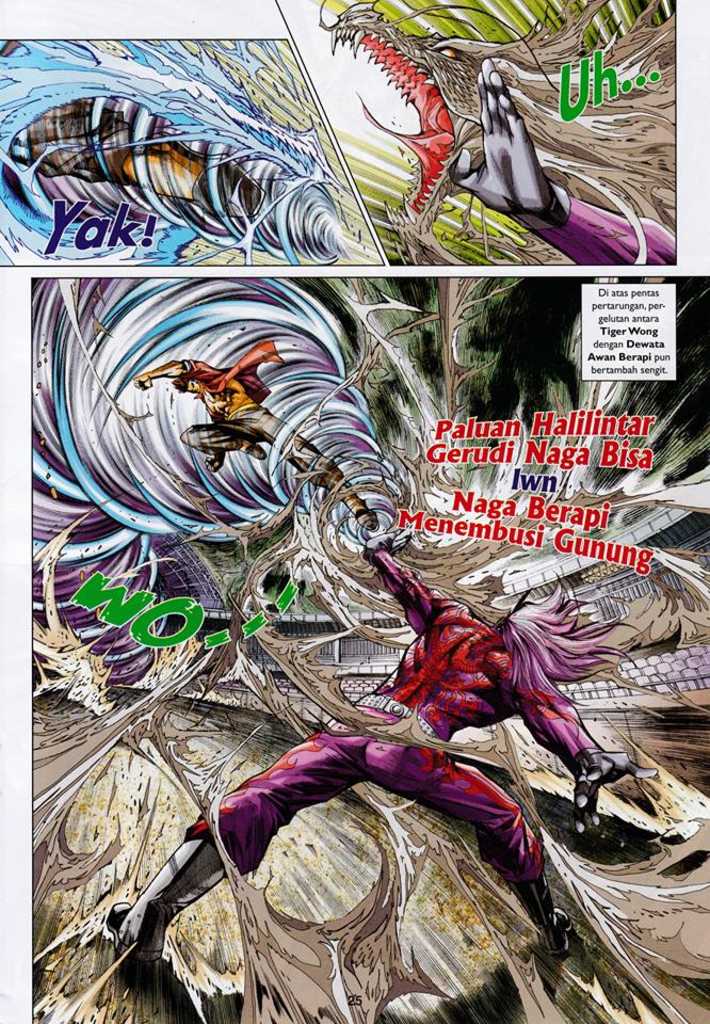 Yak!
Uh...
Di atas pentas
pertarungan, per-
gelutan antara
Tiger Wong
dengan Dewata
Awan Berapi pun
bertambah sengit.
Paluan Halilintar
Gerudi Naga Bisa
lwn
Naga Berapi
Menembusi Gunung
WO--!
25